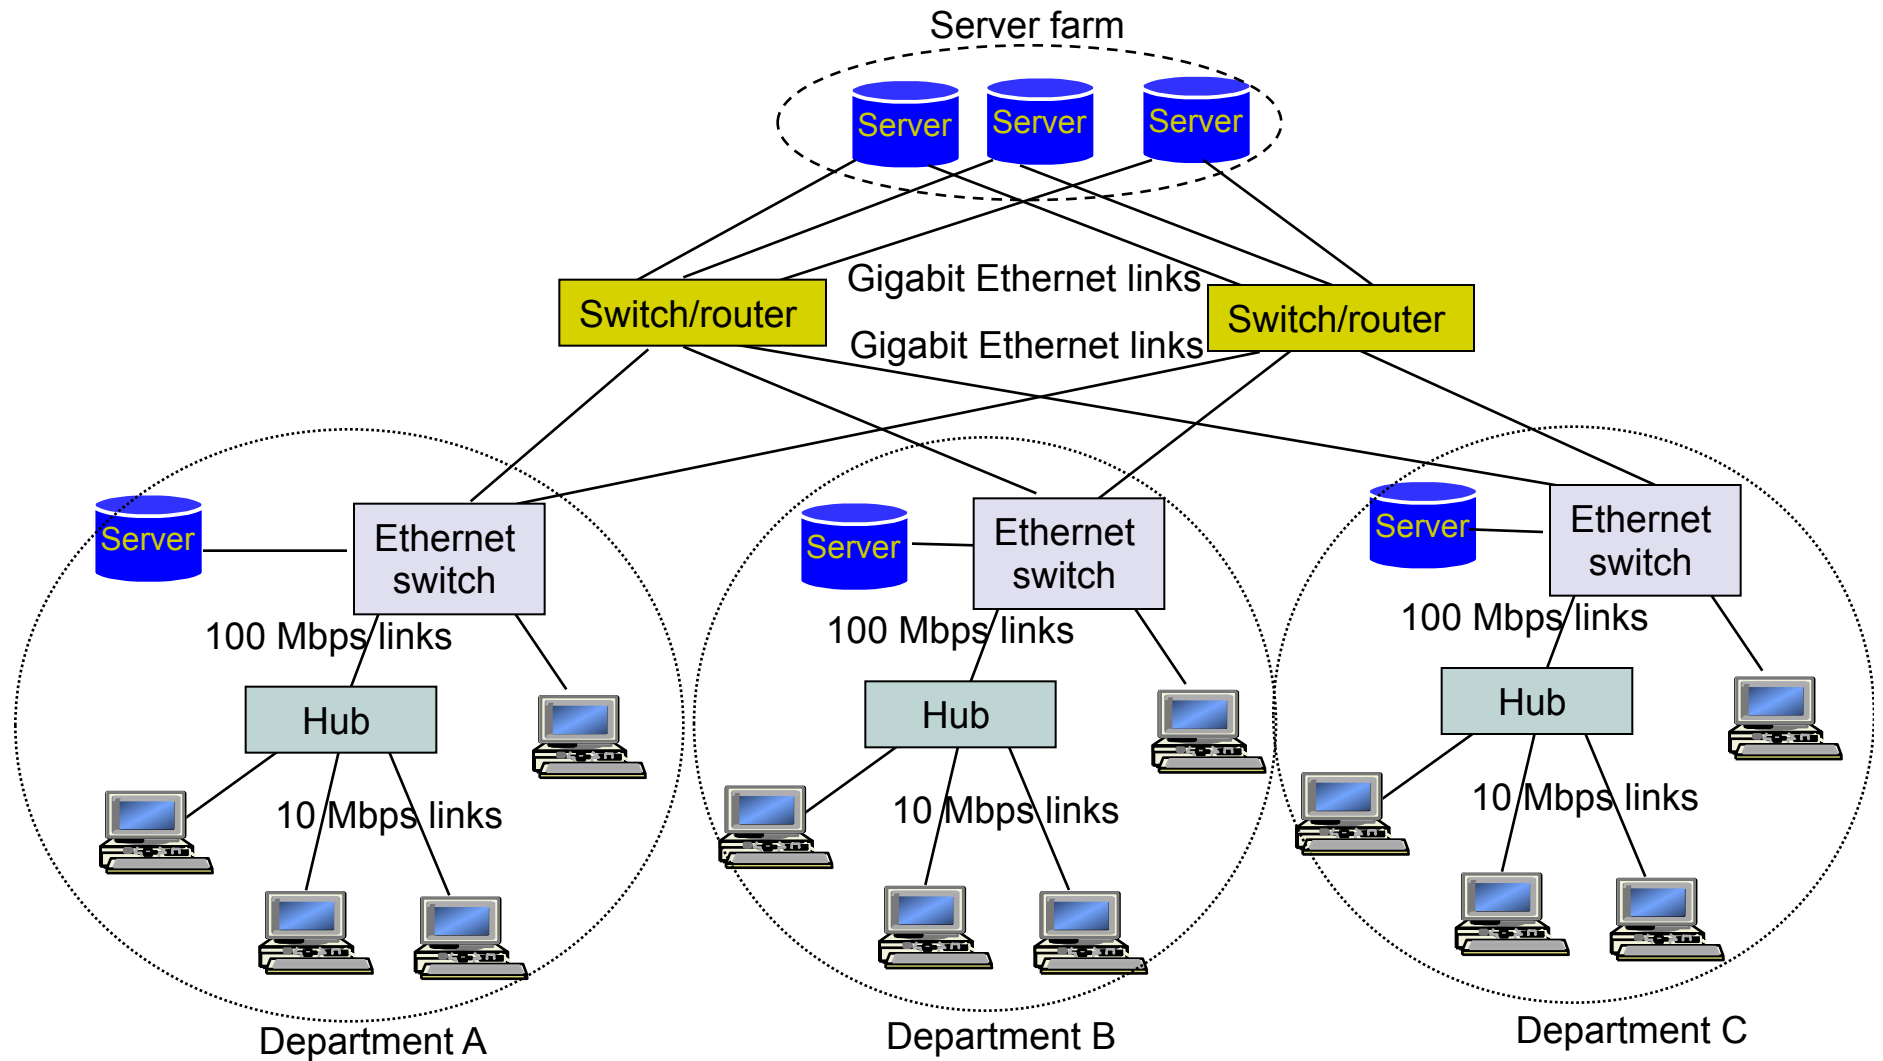 Server farm
Server
Server
Server
Gigabit Ethernet links
Switch/router
Switch/router
Gigabit Ethernet links
Server
Ethernet
switch
Server
Ethernet
switch
Server
Ethernet
switch
100 Mbps links
100 Mbps links
100 Mbps links
Hub
Hub
Hub
10 Mbps links
10 Mbps links
10 Mbps links
Department A
Department B
Department C